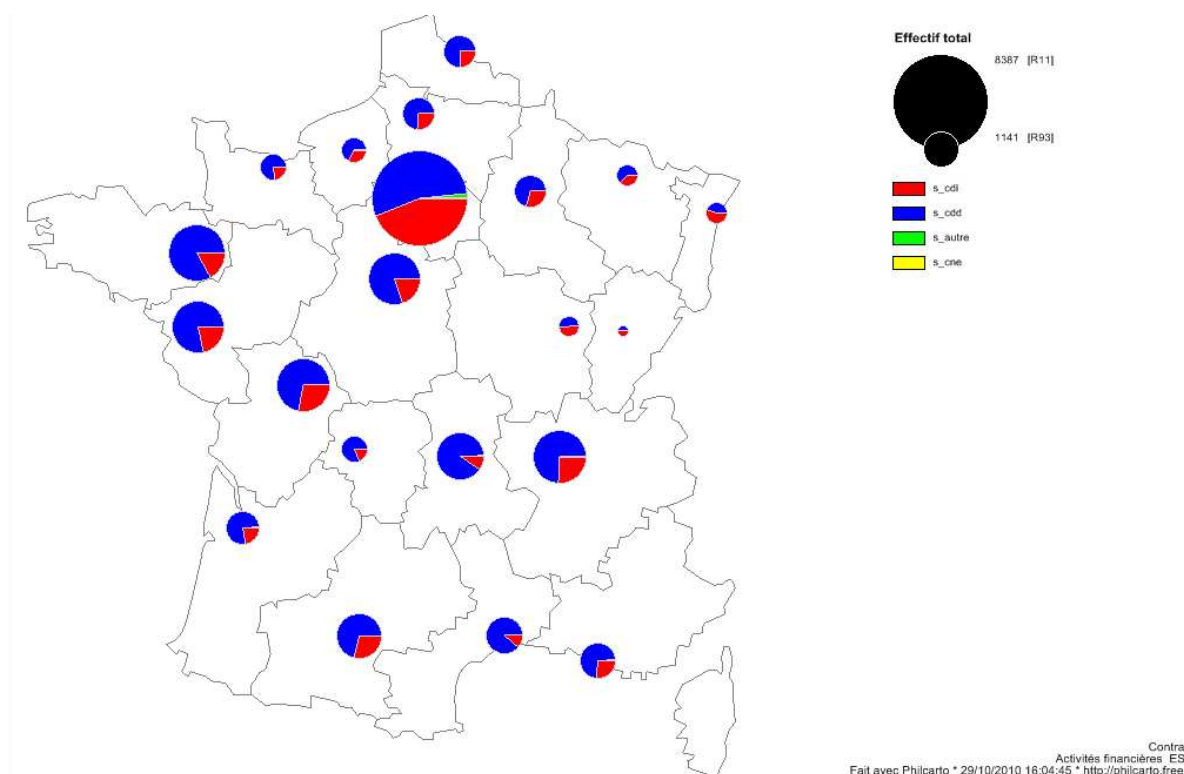 Effectif total
8387 [R11]
1141 [R93]
s_cdi
s_cdd
s_autre
s_cne
Contra
Activités financières ES
Fait avec Philcarto * 29/10/2010 16:04:45 * http://philcarto.free